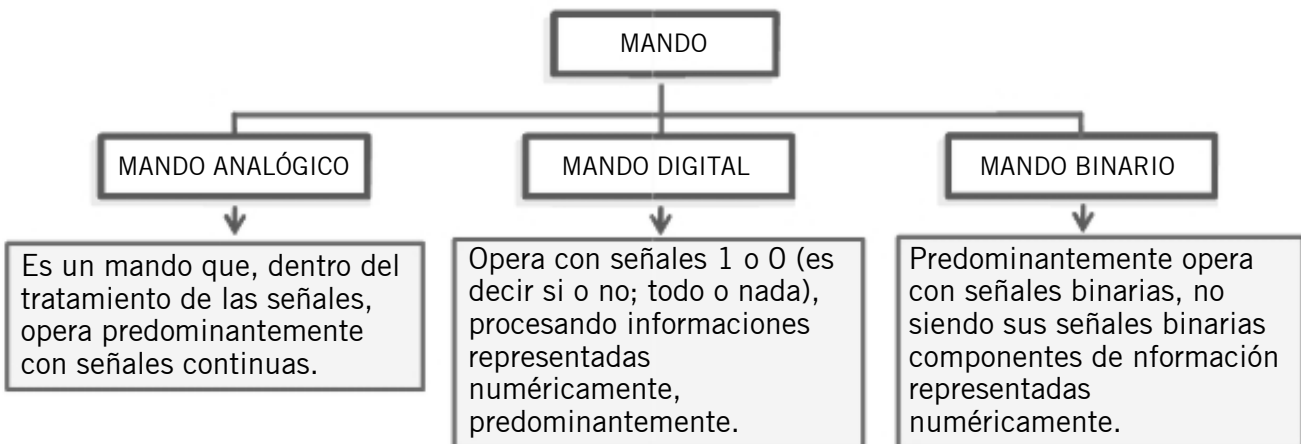 MANDO
MANDO ANALÓGICO
MANDO DIGITAL
MANDO BINARIO
Es un mando que, dentro del
tratamiento de las señales,
opera predominantemente
con señales continuas.
Opera con señales 1 o 0 (es
decir si o no; todo o nada),
procesando informaciones
representadas
numéricamente,
predominantemente.
Predominantemente opera
con señales binarias, no
siendo sus señales binarias
componentes de nformación
representadas
numéricamente.